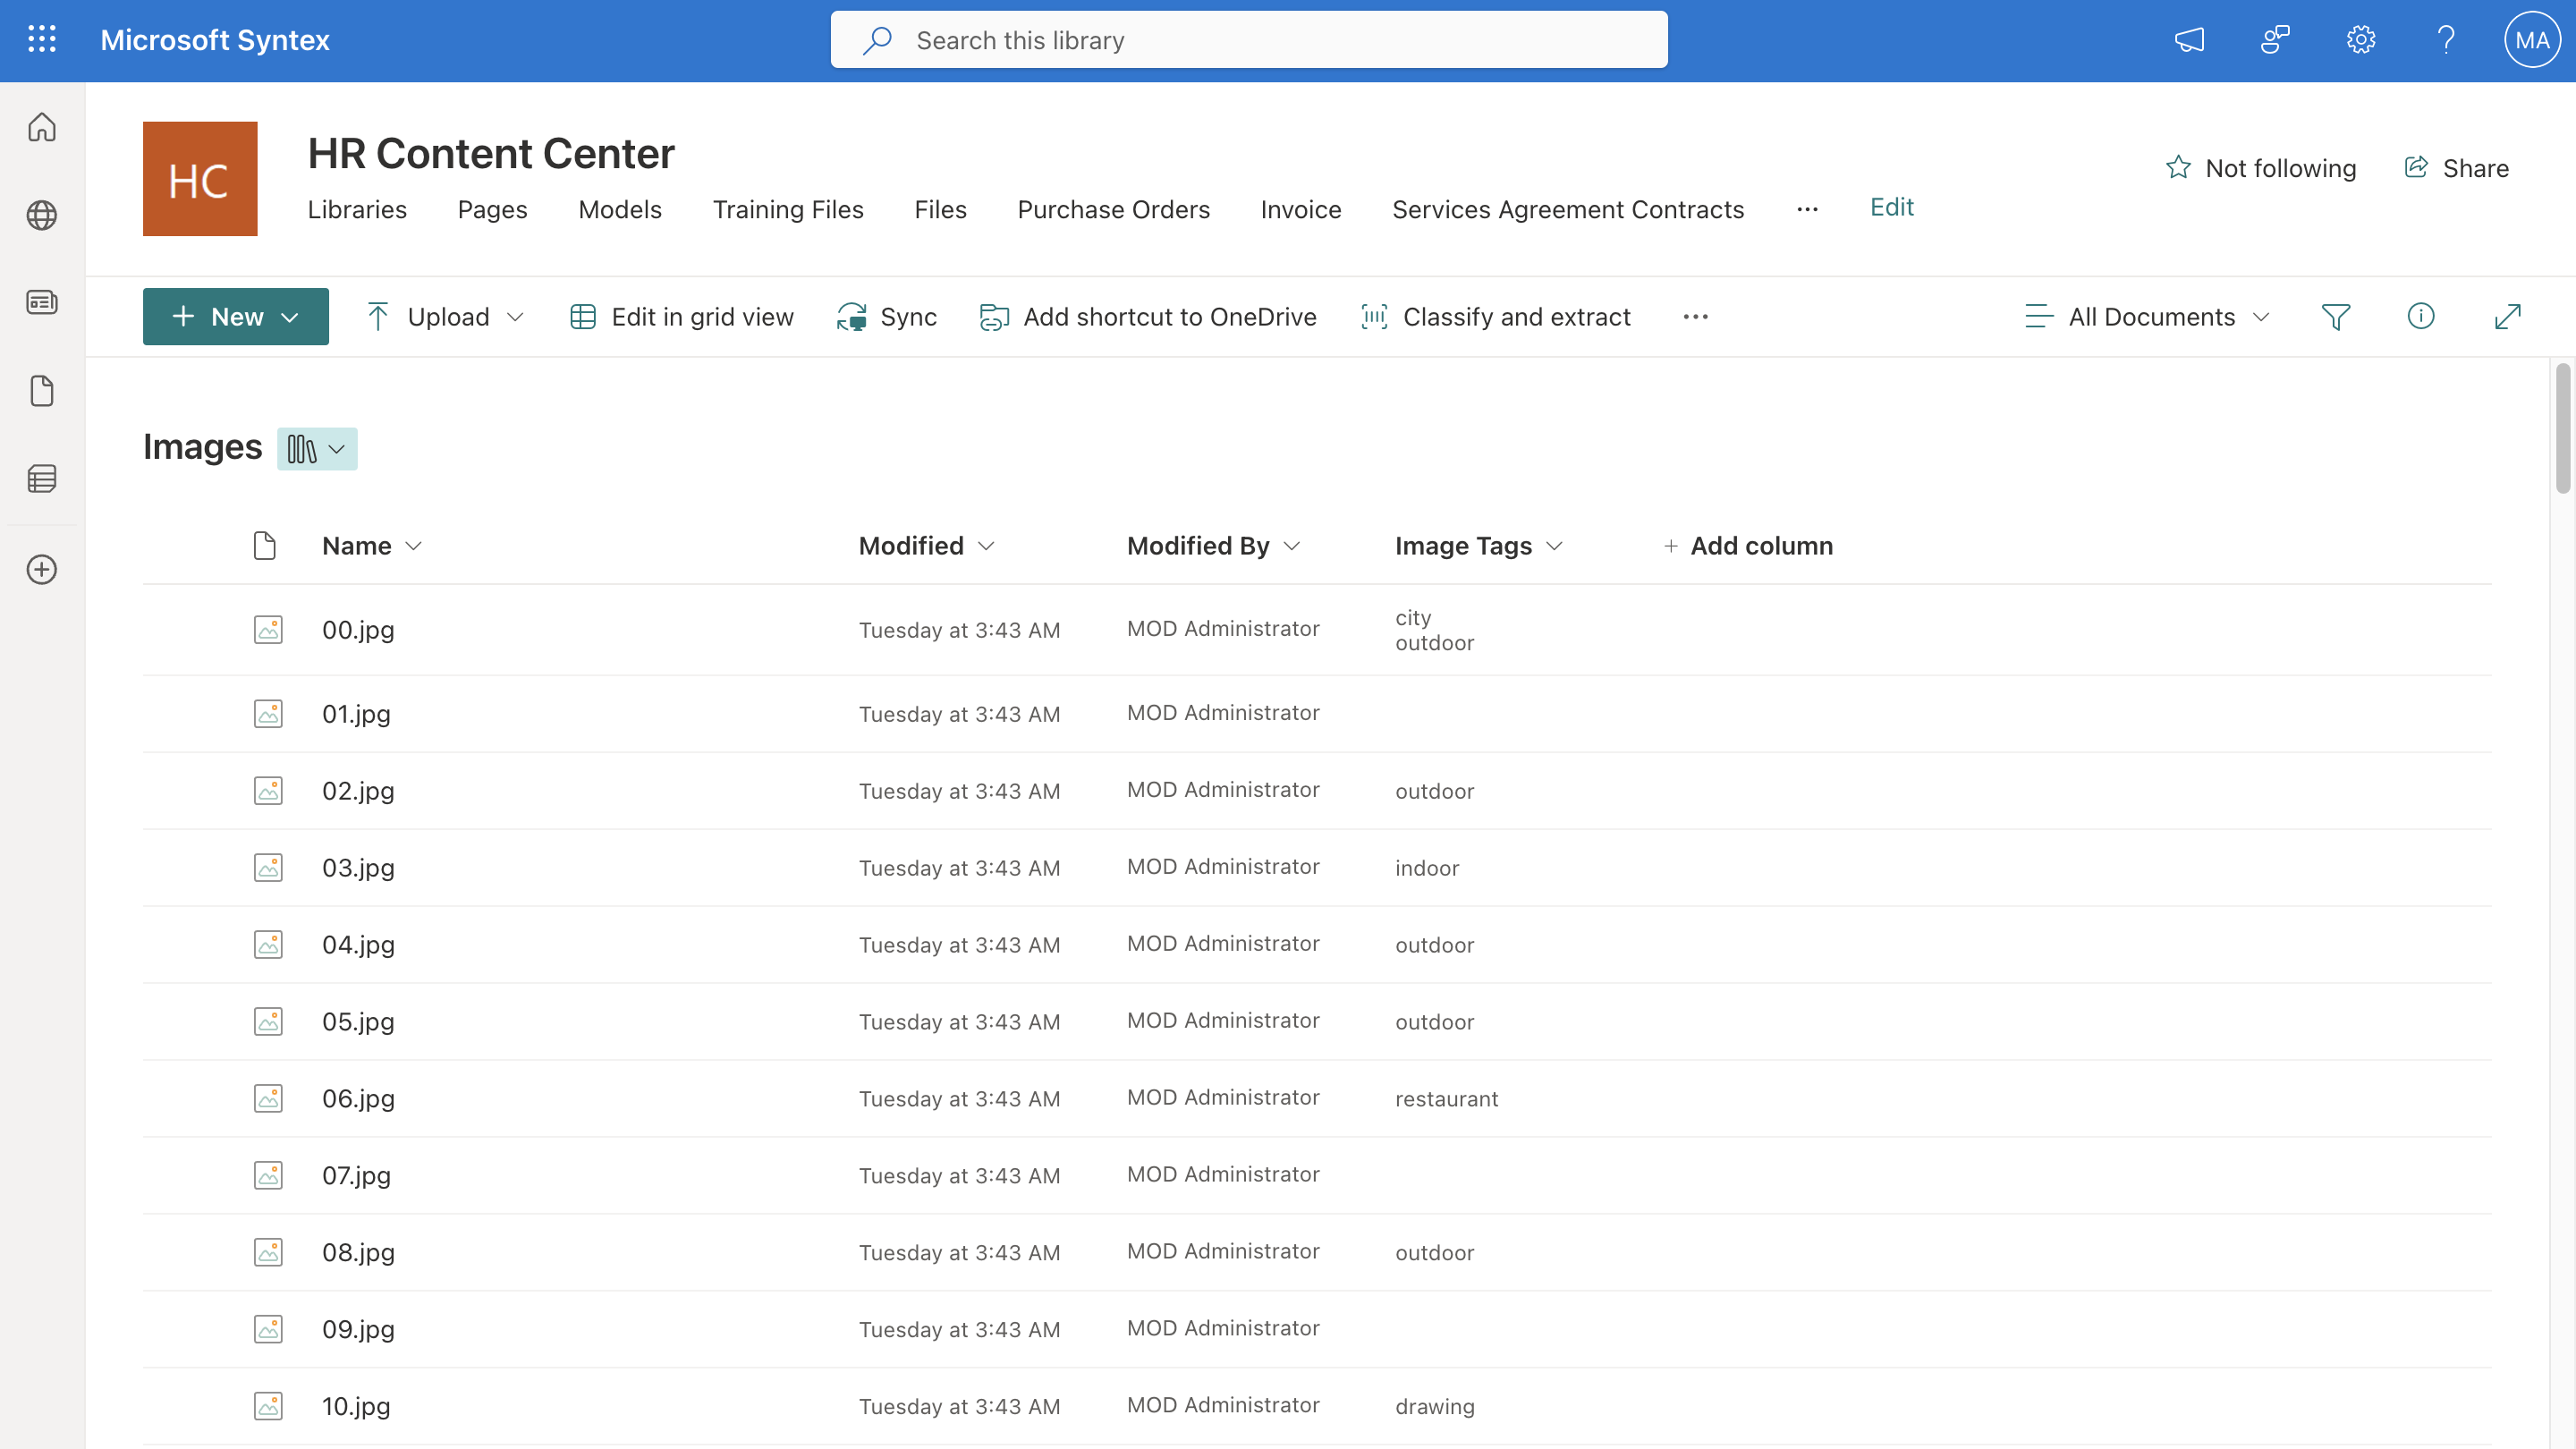 Microsoft Syntex
Search this library
MA
HC
HR Content Center
Libraries Pages Models Training Files Files Purchase Orders Invoice Services Agreement Contracts ... Edit
Not following Share
New Upload Edit in grid view Sync Add shortcut to OneDrive Classify and extract ... All Documents
Images
Name Modified Modified By Image Tags + Add column
00.jpg Tuesday at 3:43 AM MOD Administrator city
outdoor
01.jpg Tuesday at 3:43 AM MOD Administrator
02.jpg Tuesday at 3:43 AM MOD Administrator outdoor
03.jpg Tuesday at 3:43 AM MOD Administrator indoor
04.jpg Tuesday at 3:43 AM MOD Administrator outdoor
05.jpg Tuesday at 3:43 AM MOD Administrator outdoor
06.jpg Tuesday at 3:43 AM MOD Administrator restaurant
07.jpg Tuesday at 3:43 AM MOD Administrator
08.jpg Tuesday at 3:43 AM MOD Administrator outdoor
09.jpg Tuesday at 3:43 AM MOD Administrator
10.jpg Tuesday at 3:43 AM MOD Administrator drawing